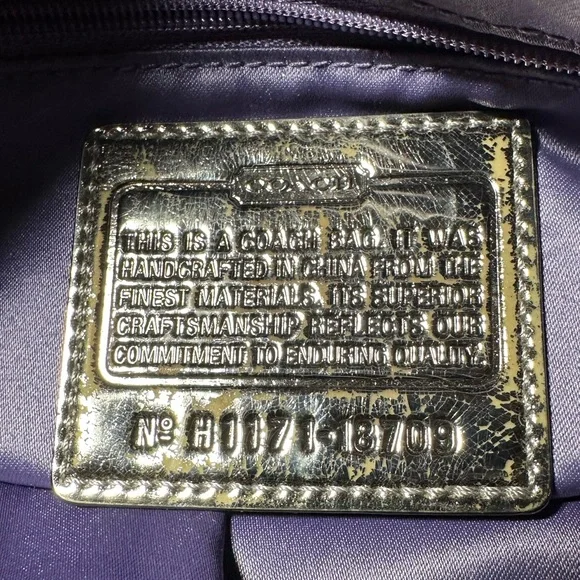 COACH
THIS IS A COACH BAG. IT WAS
HANDCRAFTED IN CHINA FROM THE
FINEST MATERIALS. ITS SUPERIOR
CRAFTSMANSHIP REFLECTS OUR
COMMITMENT TO ENDURING QUALITY.
Nº H1171-18709